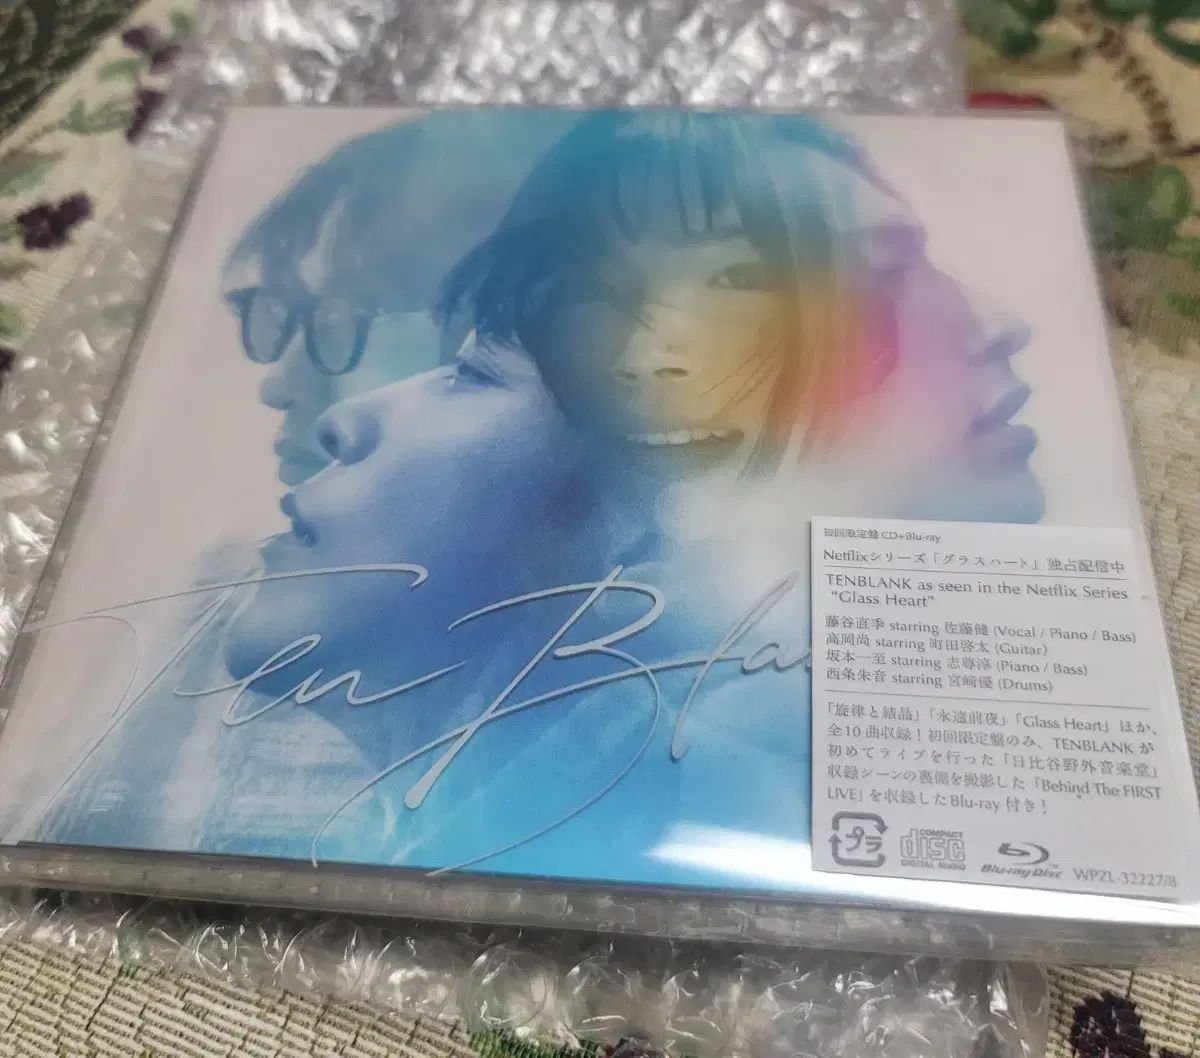 Ten Bla
初回限定盤 CD+Blu-ray
Netflixシリーズ「グラスハート」独占配信中
TENBLANK as seen in the Netflix Series
"Glass Heart"
藤谷直季 starring 佐藤健 (Vocal / Piano / Bass)
高岡尚 starring 町田啓太 (Guitar)
坂本一至 starring 志尊淳 (Piano / Bass)
西条朱音 starring 宮﨑優 (Drums)
「旋律と結晶」「永遠前夜」「Glass Heart」ほか、
全10曲収録！初回限定盤のみ、TENBLANKが
初めてライブを行った「日比谷野外音楽堂」
収録シーンの裏側を撮影した「Behind The FIRST
LIVE」を収録したBlu-ray付き！
プラ
COMPACT
disc
DIGITAL AUDIO
Blu-ray Disc™
WPZL-32227/8